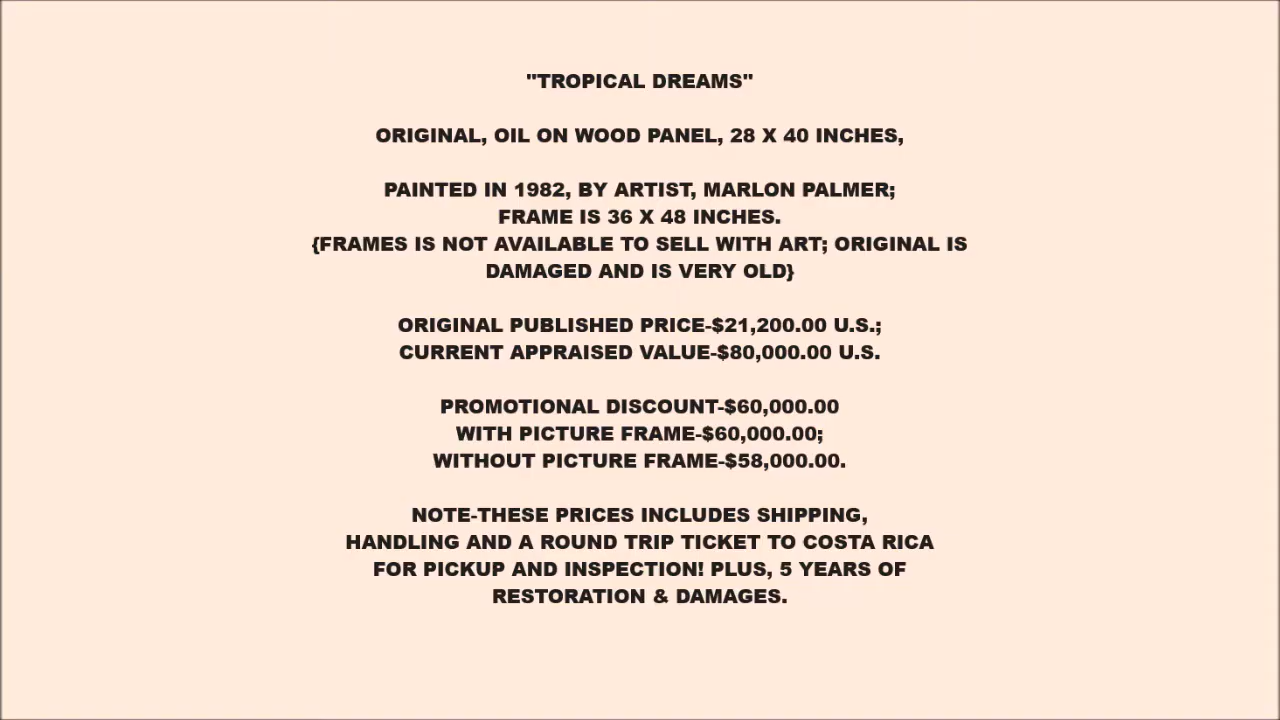 "TROPICAL DREAMS"
ORIGINAL, OIL ON WOOD PANEL, 28 X 40 INCHES,
PAINTED IN 1982, BY ARTIST, MARLON PALMER;
FRAME IS 36 X 48 INCHES.
{FRAMES IS NOT AVAILABLE TO SELL WITH ART; ORIGINAL IS
DAMAGED AND IS VERY OLD}
ORIGINAL PUBLISHED PRICE-$21,200.00 U.S.;
CURRENT APPRAISED VALUE-$80,000.00 U.S.
PROMOTIONAL DISCOUNT-$60,000.00
WITH PICTURE FRAME-$60,000.00;
WITHOUT PICTURE FRAME-$58,000.00.
NOTE-THESE PRICES INCLUDES SHIPPING,
HANDLING AND A ROUND TRIP TICKET TO COSTA RICA
FOR PICKUP AND INSPECTION! PLUS, 5 YEARS OF
RESTORATION & DAMAGES.